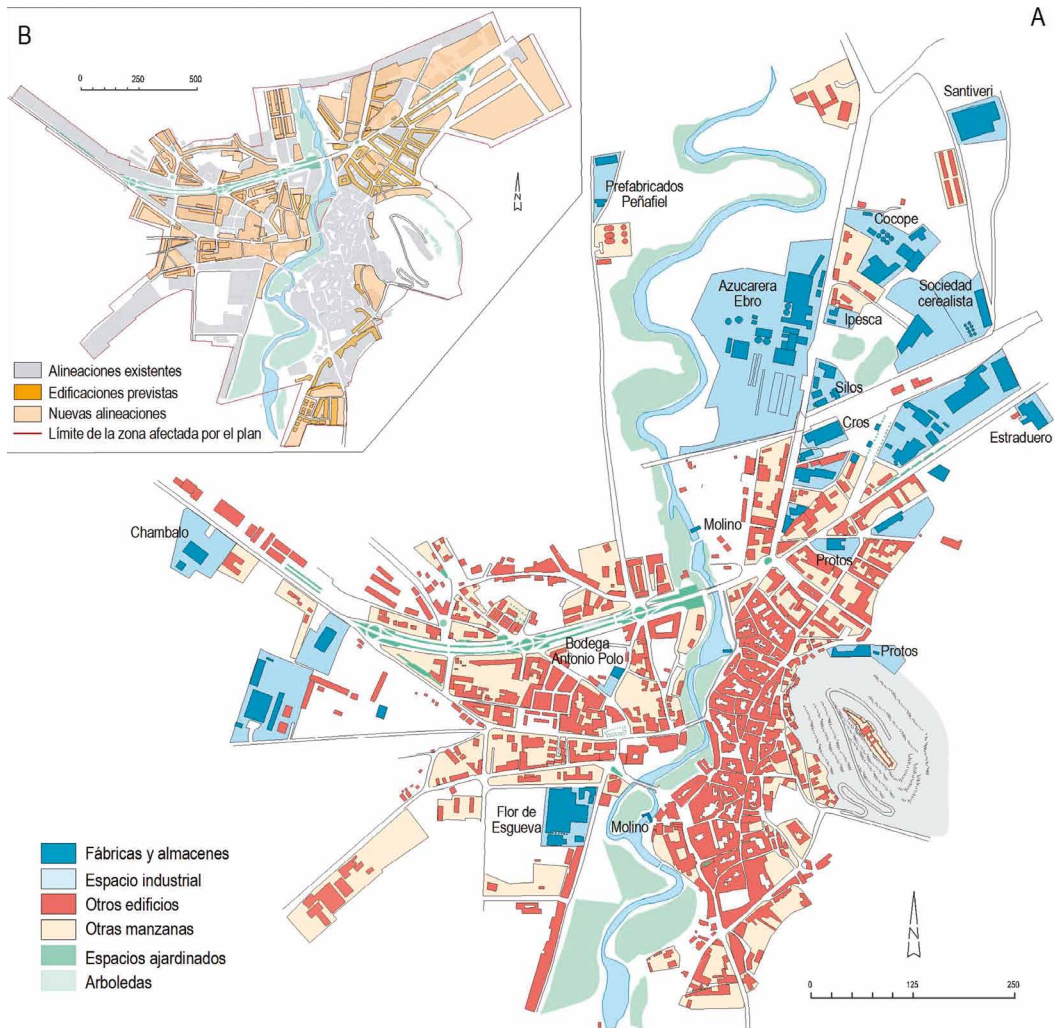 B
A
0
250
500
N
Alineaciones existentes
Edificaciones previstas
Nuevas alineaciones
Límite de la zona afectada por el plan
Santiveri
Prefabricados
Peñafiel
Cocope
Azucarera
Ebro
Sociedad
cerealista
Ipesca
Silos
Cros
Estraduero
Chambalo
Molino
Protos
Bodega
Antonio Polo
Protos
Flor de
Esgueva
Molino
Fábricas y almacenes
Espacio industrial
Otros edificios
Otras manzanas
Espacios ajardinados
Arboledas
N
0
125
250